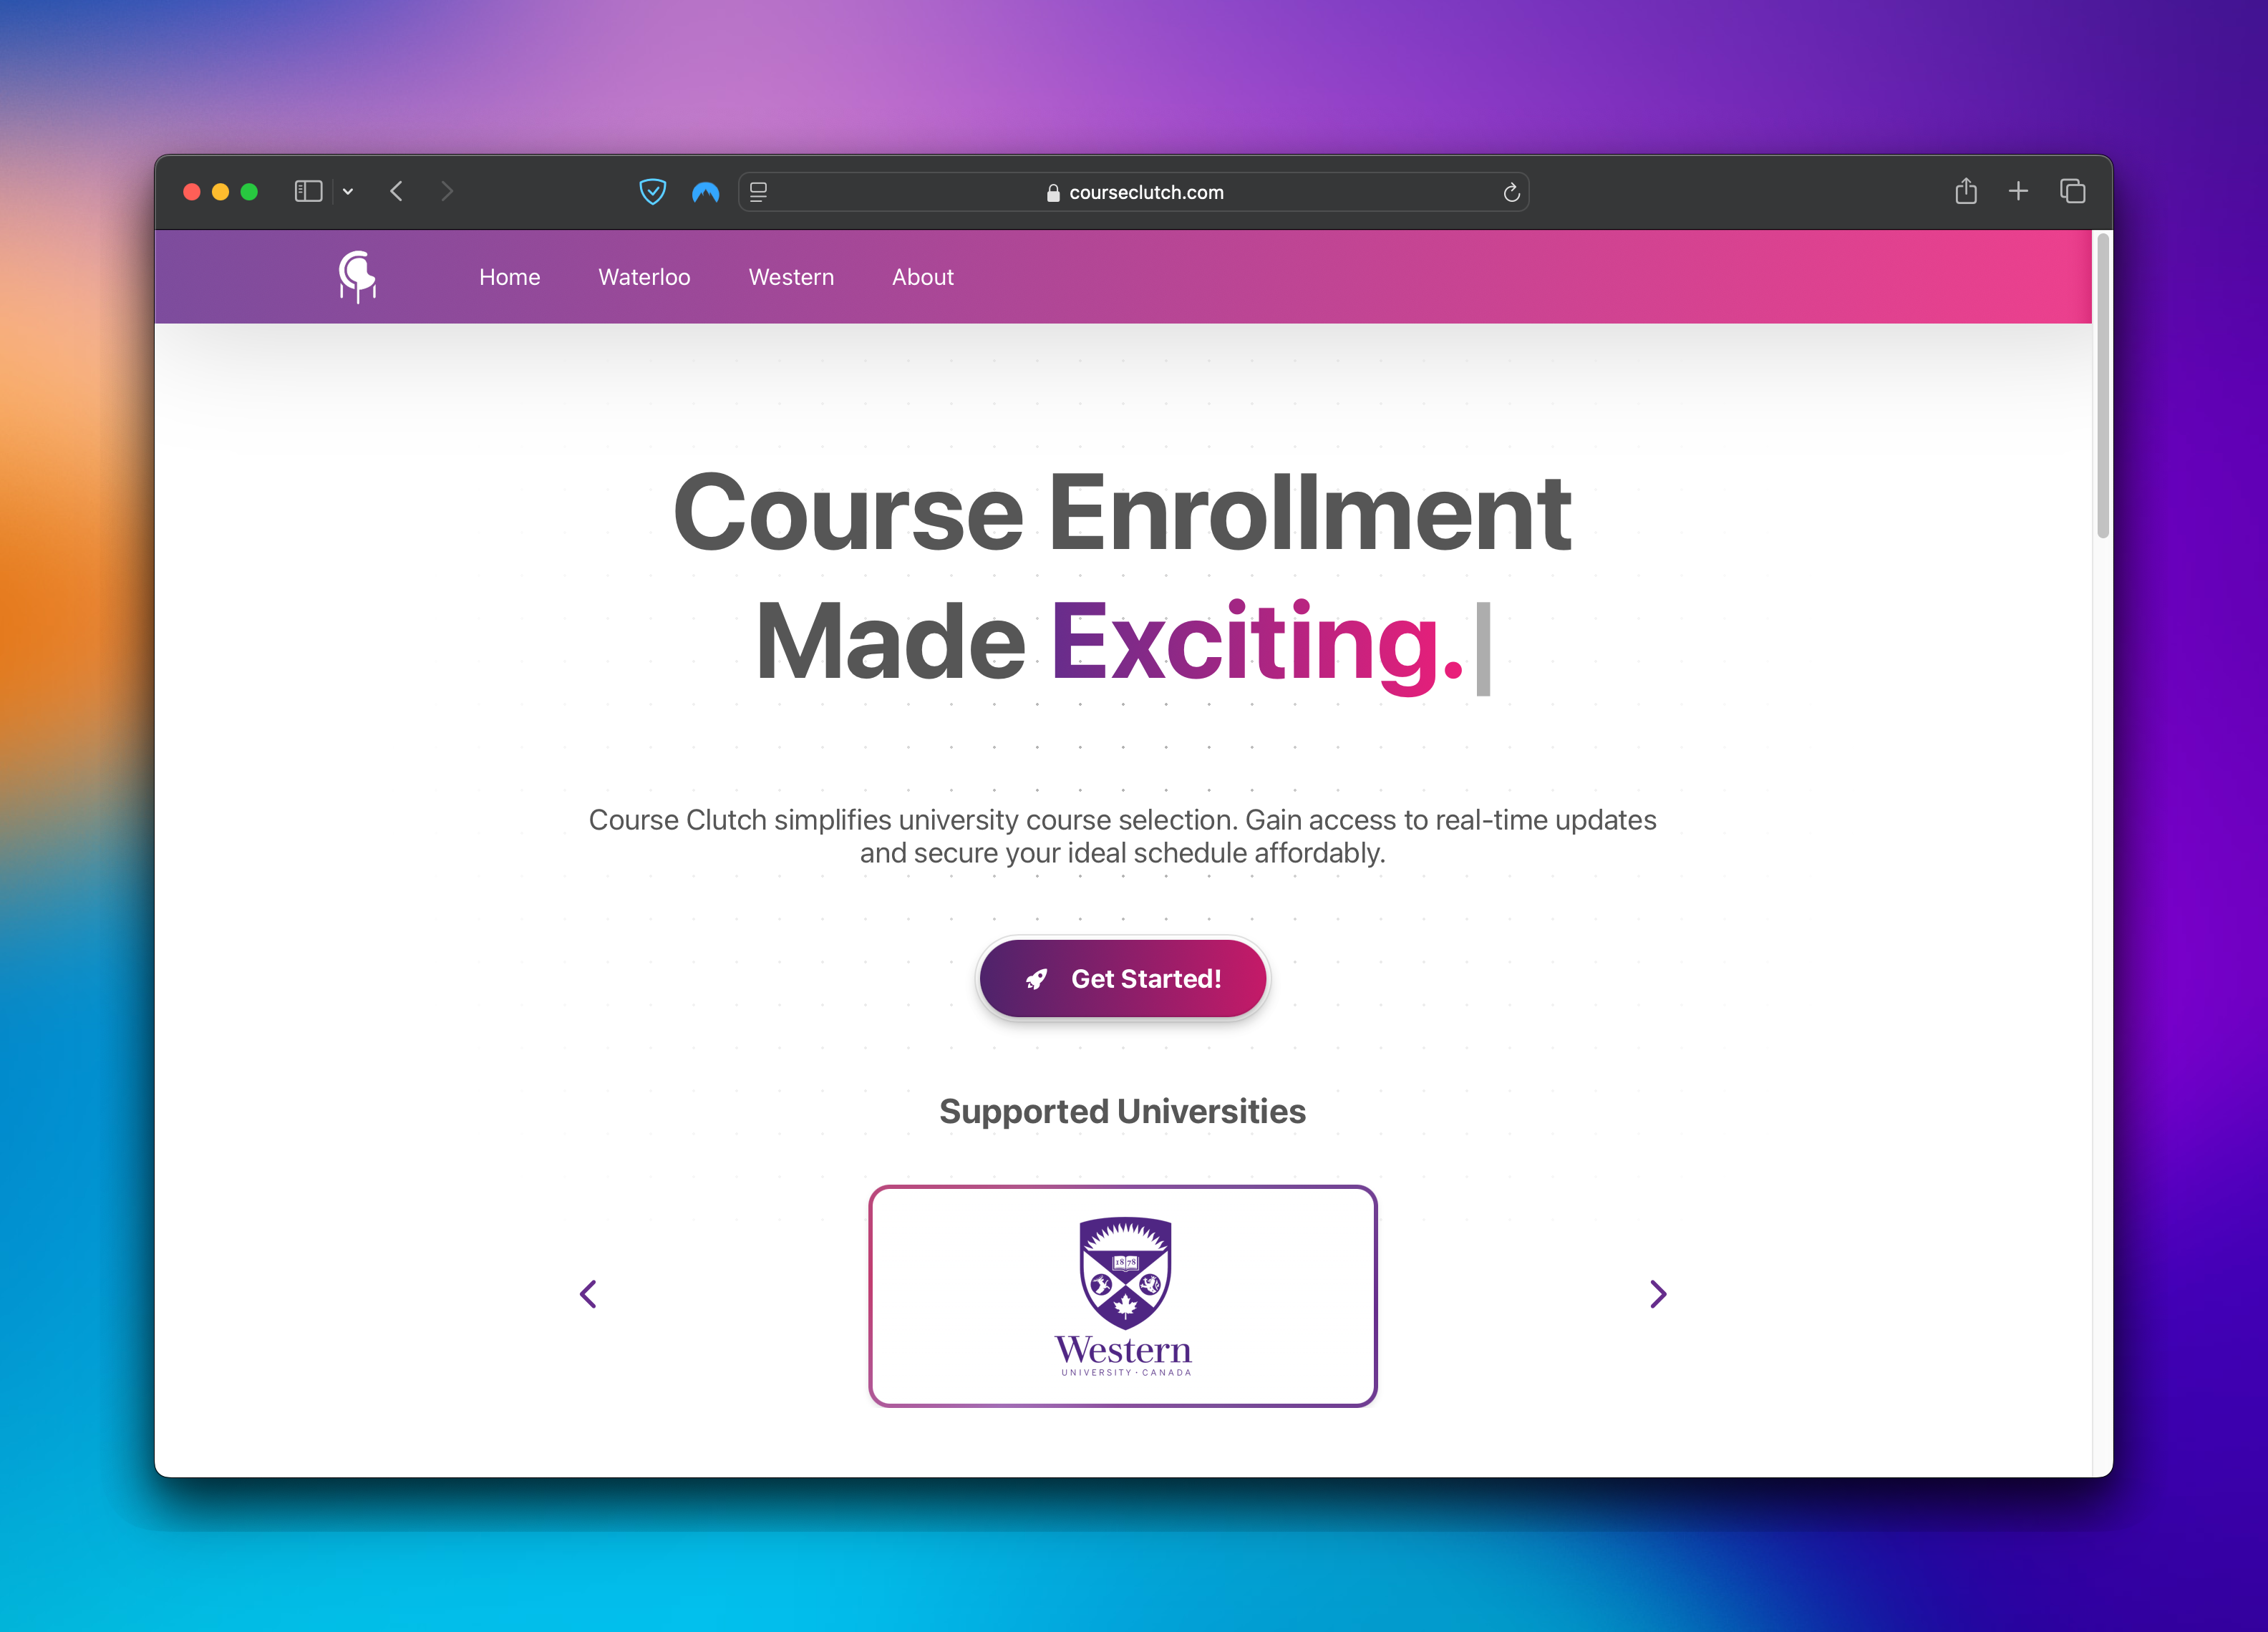 courseclutch.com
Home Waterloo Western About
Course Enrollment
Made Exciting.
Course Clutch simplifies university course selection. Gain access to real-time updates
and secure your ideal schedule affordably.
Get Started!
Supported Universities
1878
Western
UNIVERSITY · CANADA